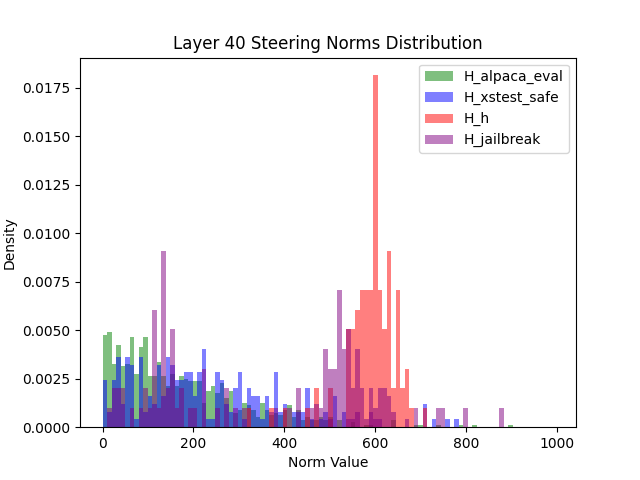 Layer 40 Steering Norms Distribution
H_alpaca_eval
H_xstest_safe
H_h
H_jailbreak
0.0175
0.0150
0.0125
0.0100
0.0075
0.0050
0.0025
0.0000
Density
0 200 400 600 800 1000
Norm Value